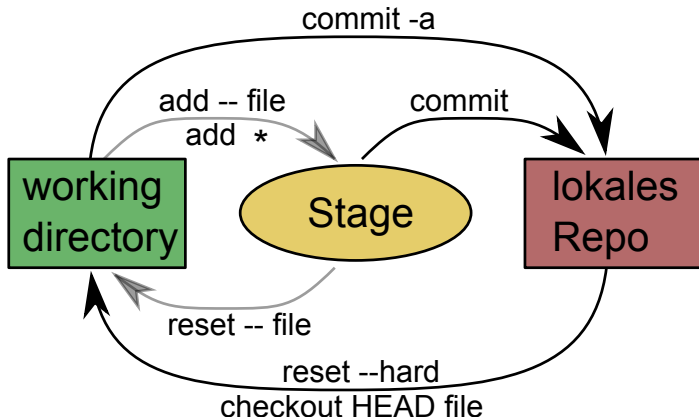 commit -a
add -- file
add *
commit
working
directory
Stage
lokales
Repo
reset -- file
reset --hard
checkout HEAD file